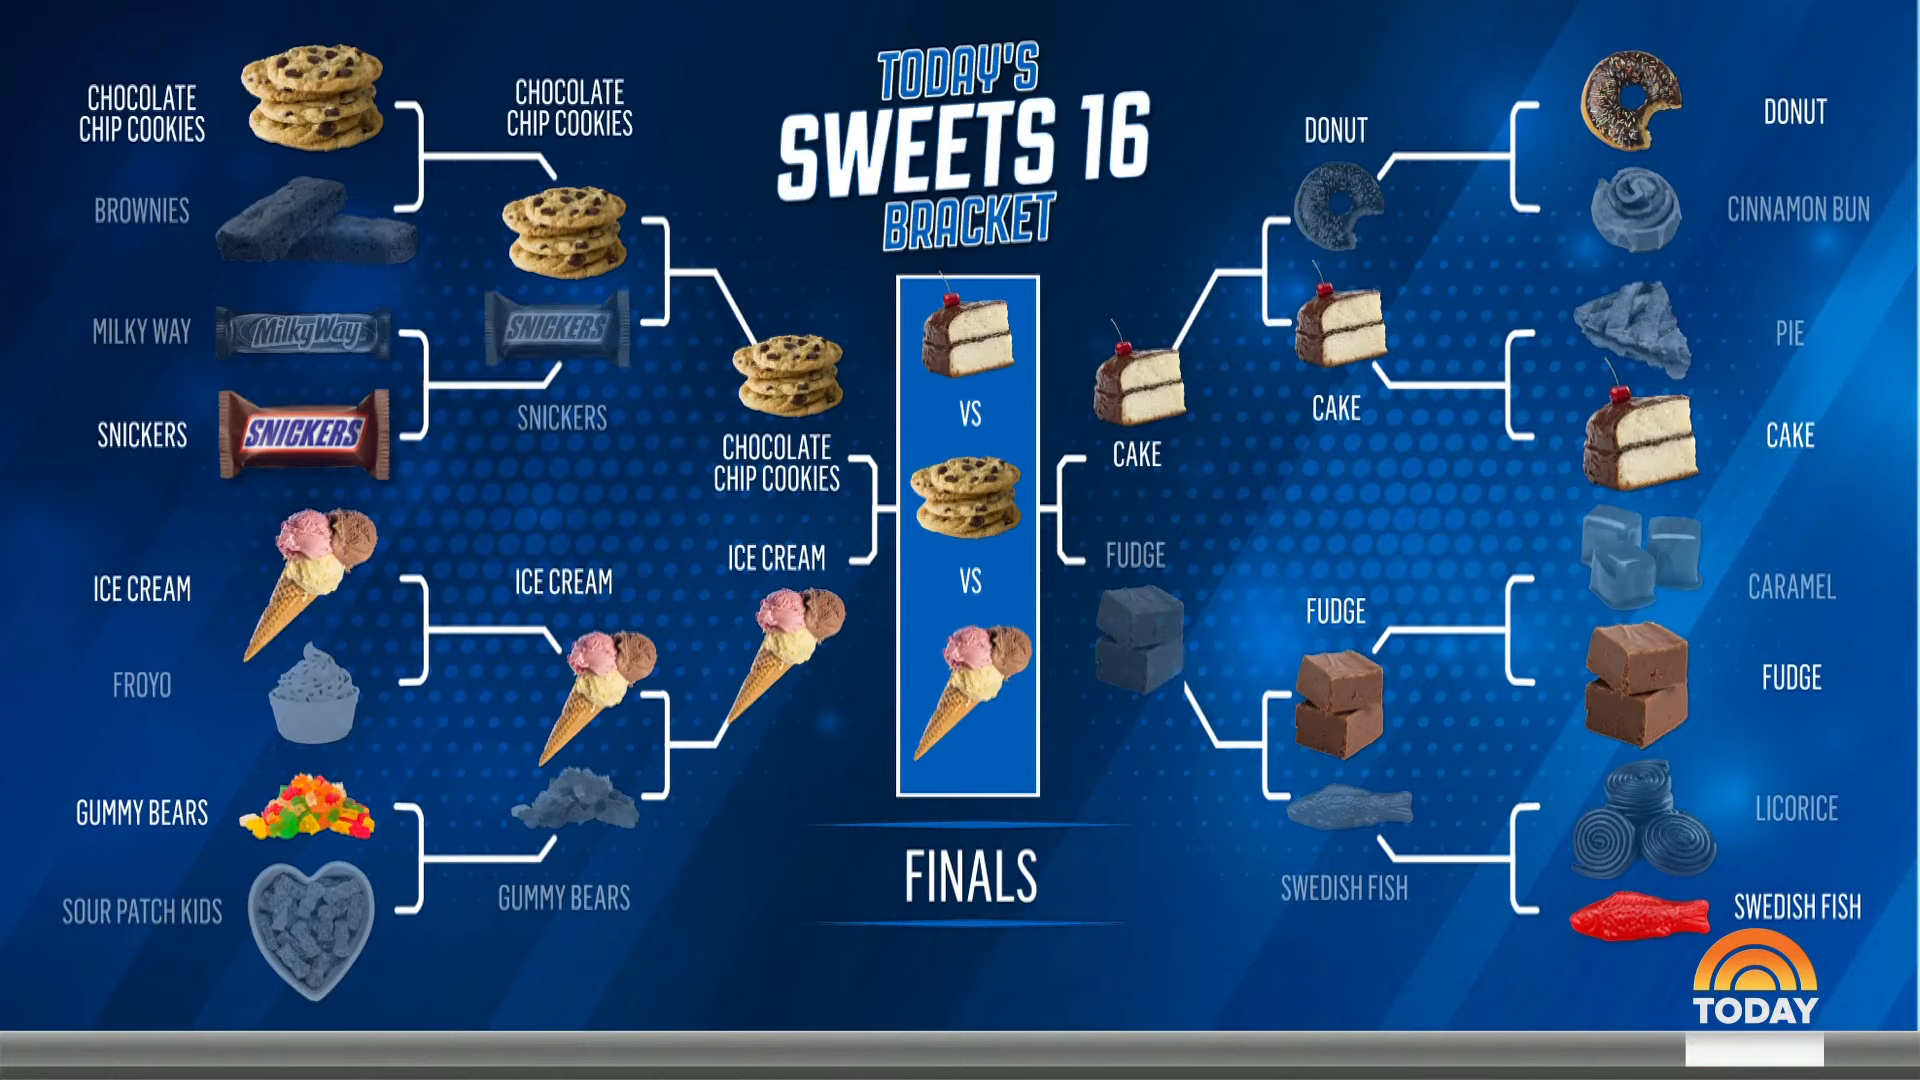 TODAY'S
SWEETS 16
BRACKET
CHOCOLATE
CHIP COOKIES
BROWNIES
MILKY WAY
Milky Way
SNICKERS
SNICKERS
ICE CREAM
FROYO
GUMMY BEARS
SOUR PATCH KIDS
CHOCOLATE
CHIP COOKIES
SNICKERS
SNICKERS
ICE CREAM
GUMMY BEARS
CHOCOLATE
CHIP COOKIES
ICE CREAM
VS
VS
FINALS
CAKE
FUDGE
DONUT
CAKE
FUDGE
SWEDISH FISH
DONUT
CINNAMON BUN
PIE
CAKE
CARAMEL
FUDGE
LICORICE
SWEDISH FISH
TODAY